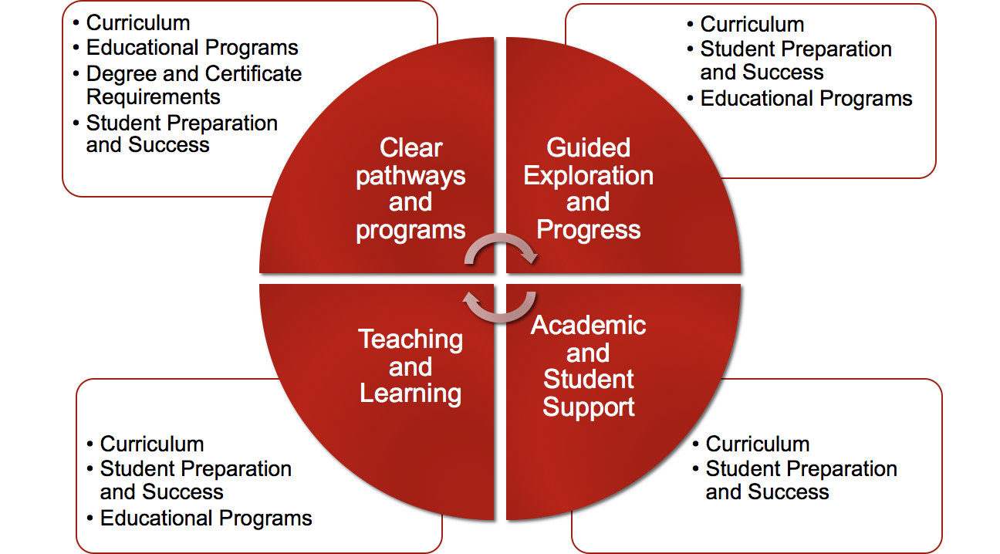 • Curriculum
• Educational Programs
• Degree and Certificate
Requirements
• Student Preparation
and Success
• Curriculum
• Student Preparation
and Success
• Educational Programs
Clear
pathways
and
programs
Guided
Exploration
and
Progress
Teaching
and
Learning
Academic
and
Student
Support
• Curriculum
• Student Preparation
and Success
• Educational Programs
• Curriculum
• Student Preparation
and Success